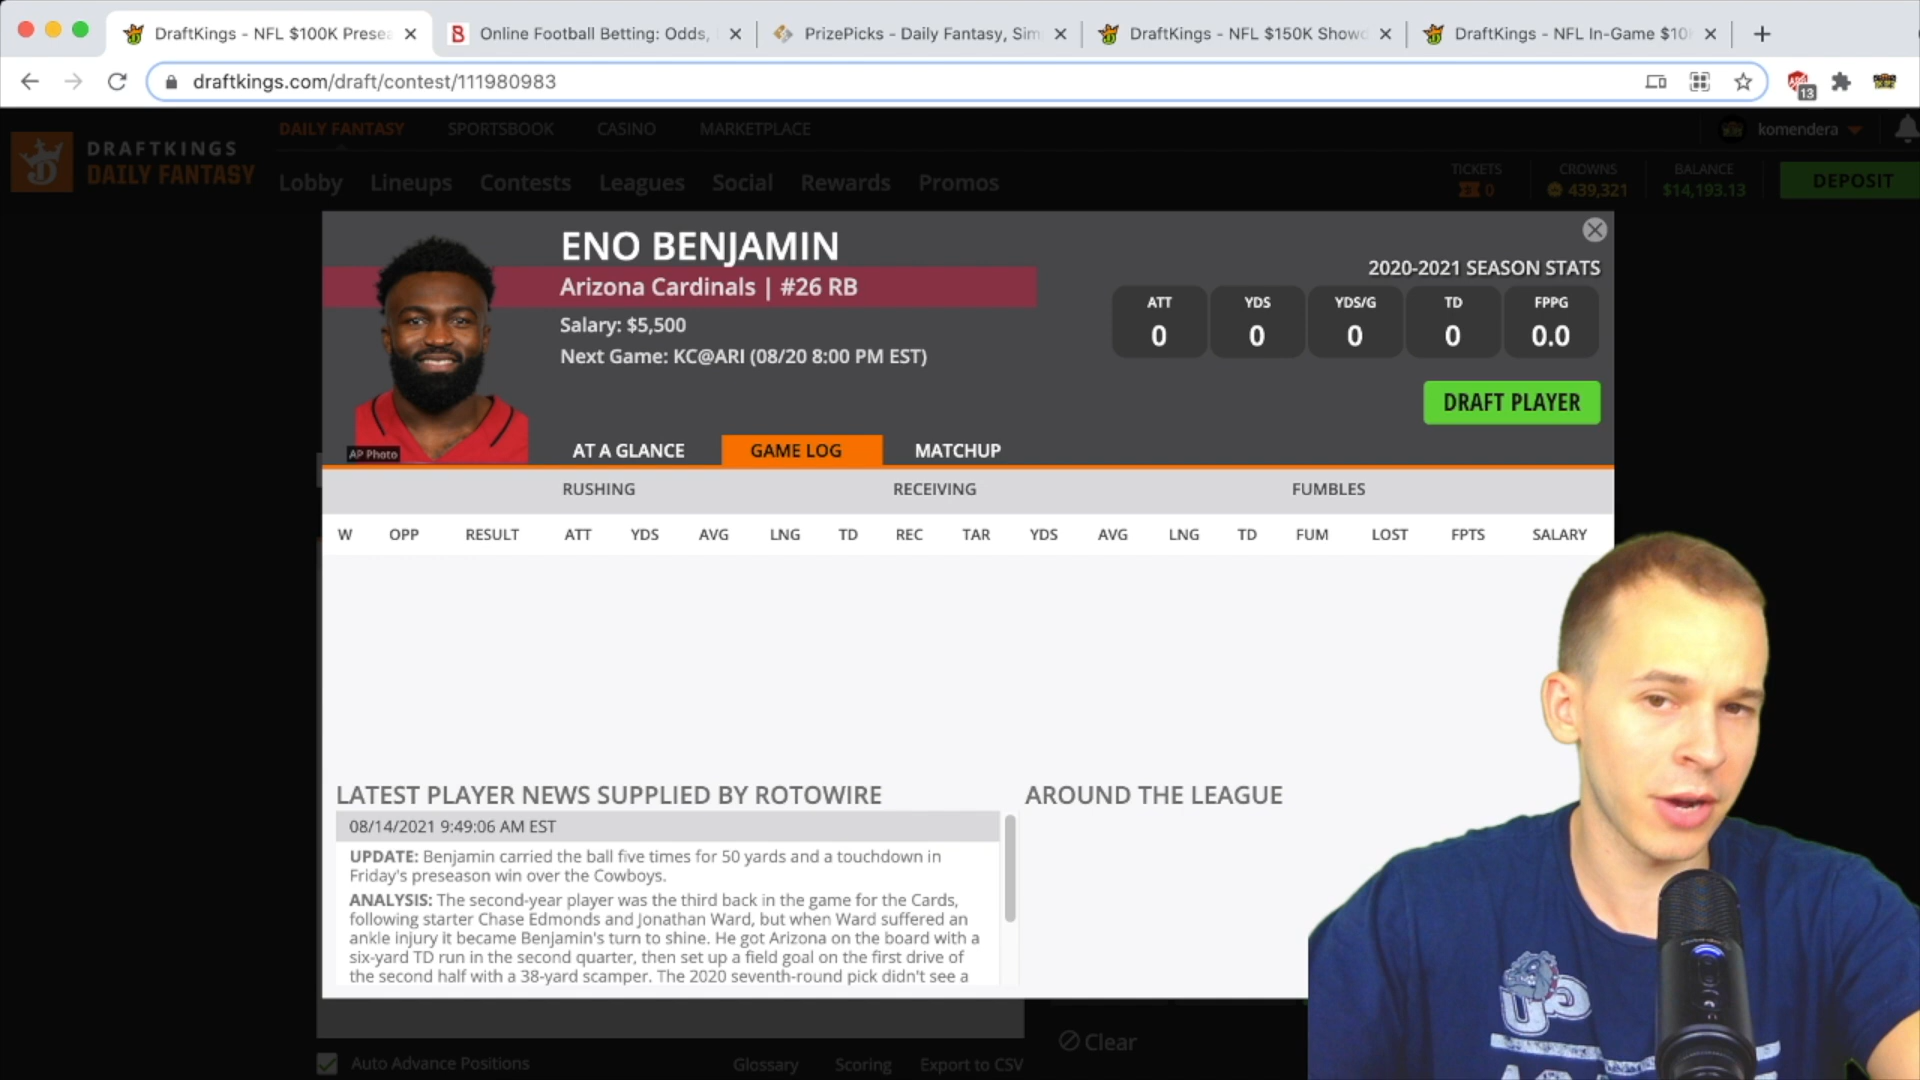 DraftKings - NFL $100K Presea
Online Football Betting: Odds,
PrizePicks - Daily Fantasy, Sim
DraftKings - NFL $150K Showd
DraftKings - NFL In-Game $10
draftkings.com/draft/contest/111980983
13
DAILY FANTASY
SPORTSBOOK
CASINO
MARKETPLACE
komendera
DRAFTKINGS
DAILY FANTASY
Lobby
Lineups
Contests
Leagues
Social
Rewards
Promos
TICKETS
0
CROWNS
439,321
BALANCE
$14,193.13
DEPOSIT
ENO BENJAMIN
Arizona Cardinals | #26 RB
Salary: $5,500
Next Game: KC@ARI (08/20 8:00 PM EST)
2020-2021 SEASON STATS
ATT YDS YDS/G TD FPPG
0 0 0 0 0.0
DRAFT PLAYER
AP Photo
AT A GLANCE
GAME LOG
MATCHUP
RUSHING RECEIVING FUMBLES
W OPP RESULT ATT YDS AVG LNG TD REC TAR YDS AVG LNG TD FUM LOST FPTS SALARY
LATEST PLAYER NEWS SUPPLIED BY ROTOWIRE
AROUND THE LEAGUE
08/14/2021 9:49:06 AM EST
UPDATE: Benjamin carried the ball five times for 50 yards and a touchdown in
Friday's preseason win over the Cowboys.
ANALYSIS: The second-year player was the third back in the game for the Cards,
following starter Chase Edmonds and Jonathan Ward, but when Ward suffered an
ankle injury it became Benjamin's turn to shine. He got Arizona on the board with a
six-yard TD run in the second quarter, then set up a field goal on the first drive of
the second half with a 38-yard scamper. The 2020 seventh-round pick didn't see a
Clear
Auto Advance Positions
Glossary
Scoring
Export to CSV